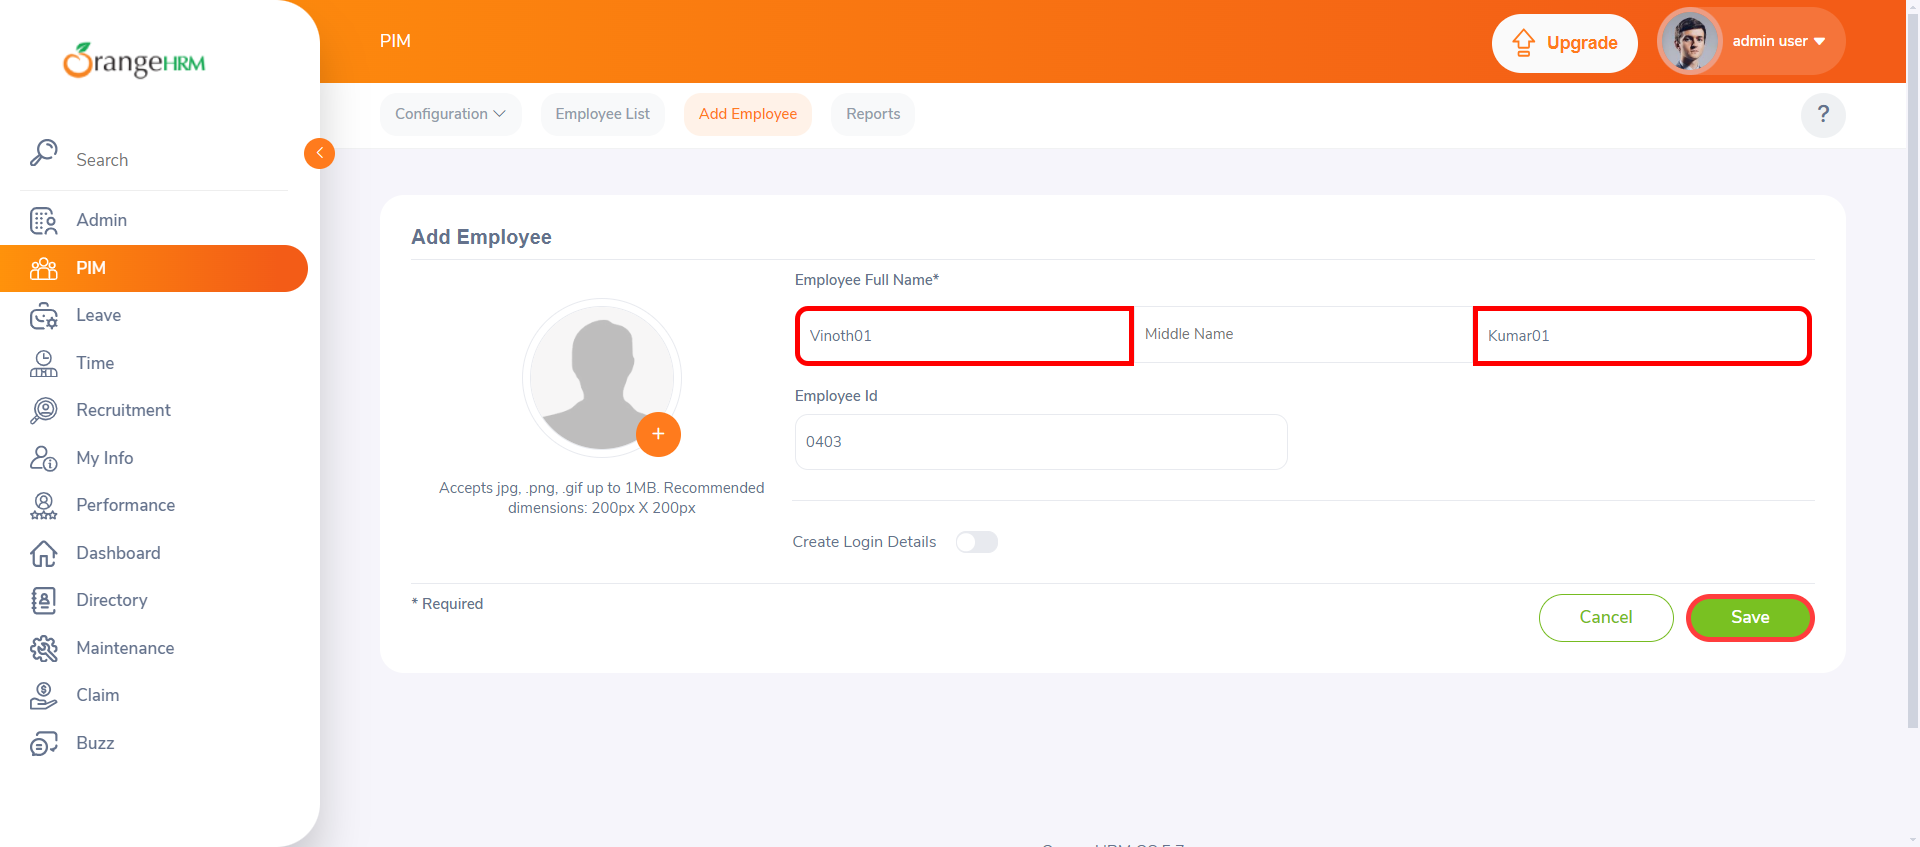 OrangeHRM
Search
Admin
PIM
Leave
Time
Recruitment
My Info
Performance
Dashboard
Directory
Maintenance
Claim
Buzz
PIM
Upgrade
admin user
Configuration
Employee List
Add Employee
Reports
?
Add Employee
Employee Full Name*
Vinoth01
Middle Name
Kumar01
Employee Id
0403
+
Accepts jpg, .png, .gif up to 1MB. Recommended
dimensions: 200px X 200px
Create Login Details
* Required
Cancel
Save